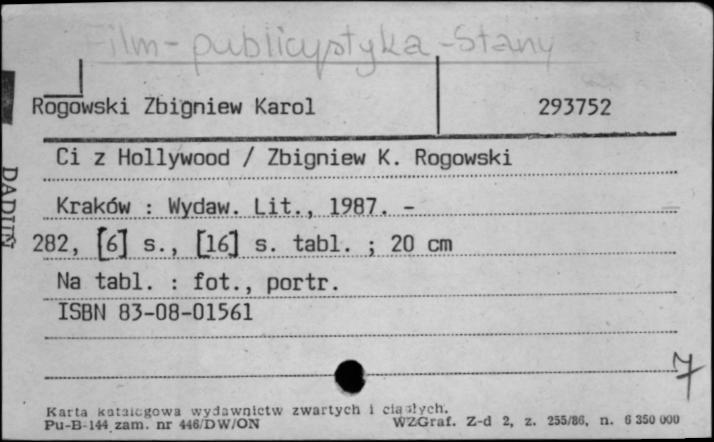 Film - publicystyka - Stany
Rogowski Zbigniew Karol 293752
Ci z Hollywood / Zbigniew K. Rogowski
Kraków : Wydaw. Lit., 1987. -
282, [6] s., [16] s. tabl. ; 20 cm
Na tabl. : fot., portr.
ISBN 83-08-01561
7
Karta katalogowa wydawnictw zwartych i ciągłych.
Pu-B-144 zam. nr 446/DW/ON WZGraf. Z-d 2, z. 255/86, n. 6 350 000